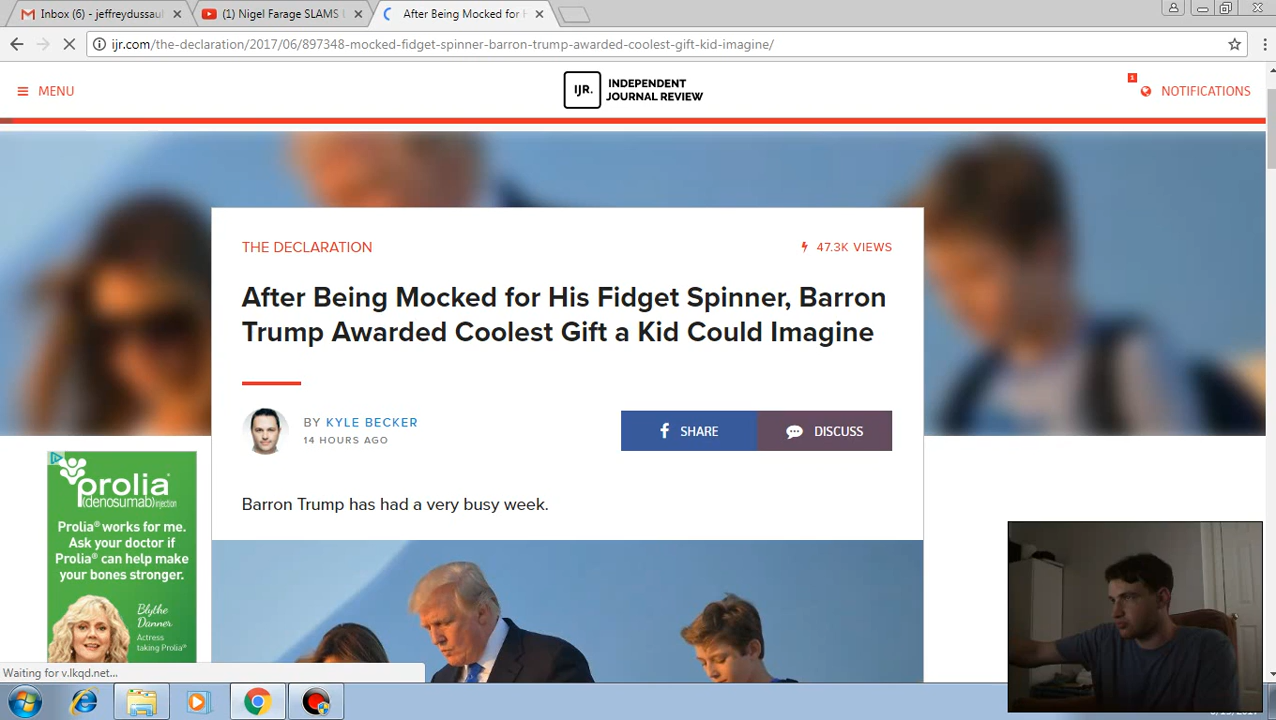 Inbox (6) - jeffreydussau
(1) Nigel Farage SLAMS
After Being Mocked for H
ijr.com/the-declaration/2017/06/897348-mocked-fidget-spinner-barron-trump-awarded-coolest-gift-kid-imagine/
MENU
IJR.
INDEPENDENT
JOURNAL REVIEW
1
NOTIFICATIONS
THE DECLARATION
47.3K VIEWS
After Being Mocked for His Fidget Spinner, Barron
Trump Awarded Coolest Gift a Kid Could Imagine
BY KYLE BECKER
14 HOURS AGO
SHARE
DISCUSS
Barron Trump has had a very busy week.
prolia®
(denosumab) injection
Prolia® works for me.
Ask your doctor if
Prolia® can help make
your bones stronger.
Blythe
Danner
Actress
taking Prolia®
Waiting for v.lkqd.net...